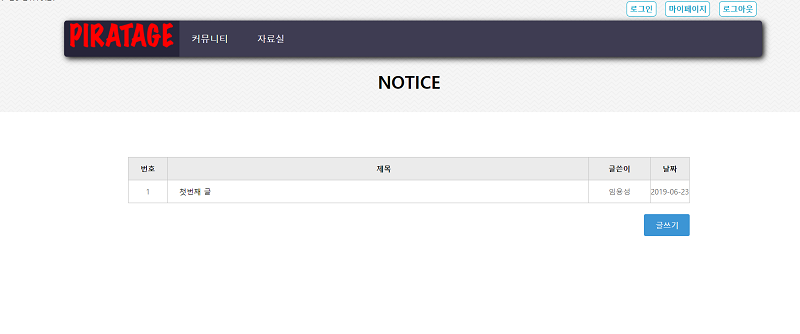 로그인 마이페이지 로그아웃
PIRATAGE 커뮤니티 자료실
NOTICE
번호 제목 글쓴이 날짜
1 첫번째 글 임용성 2019-06-23
글쓰기